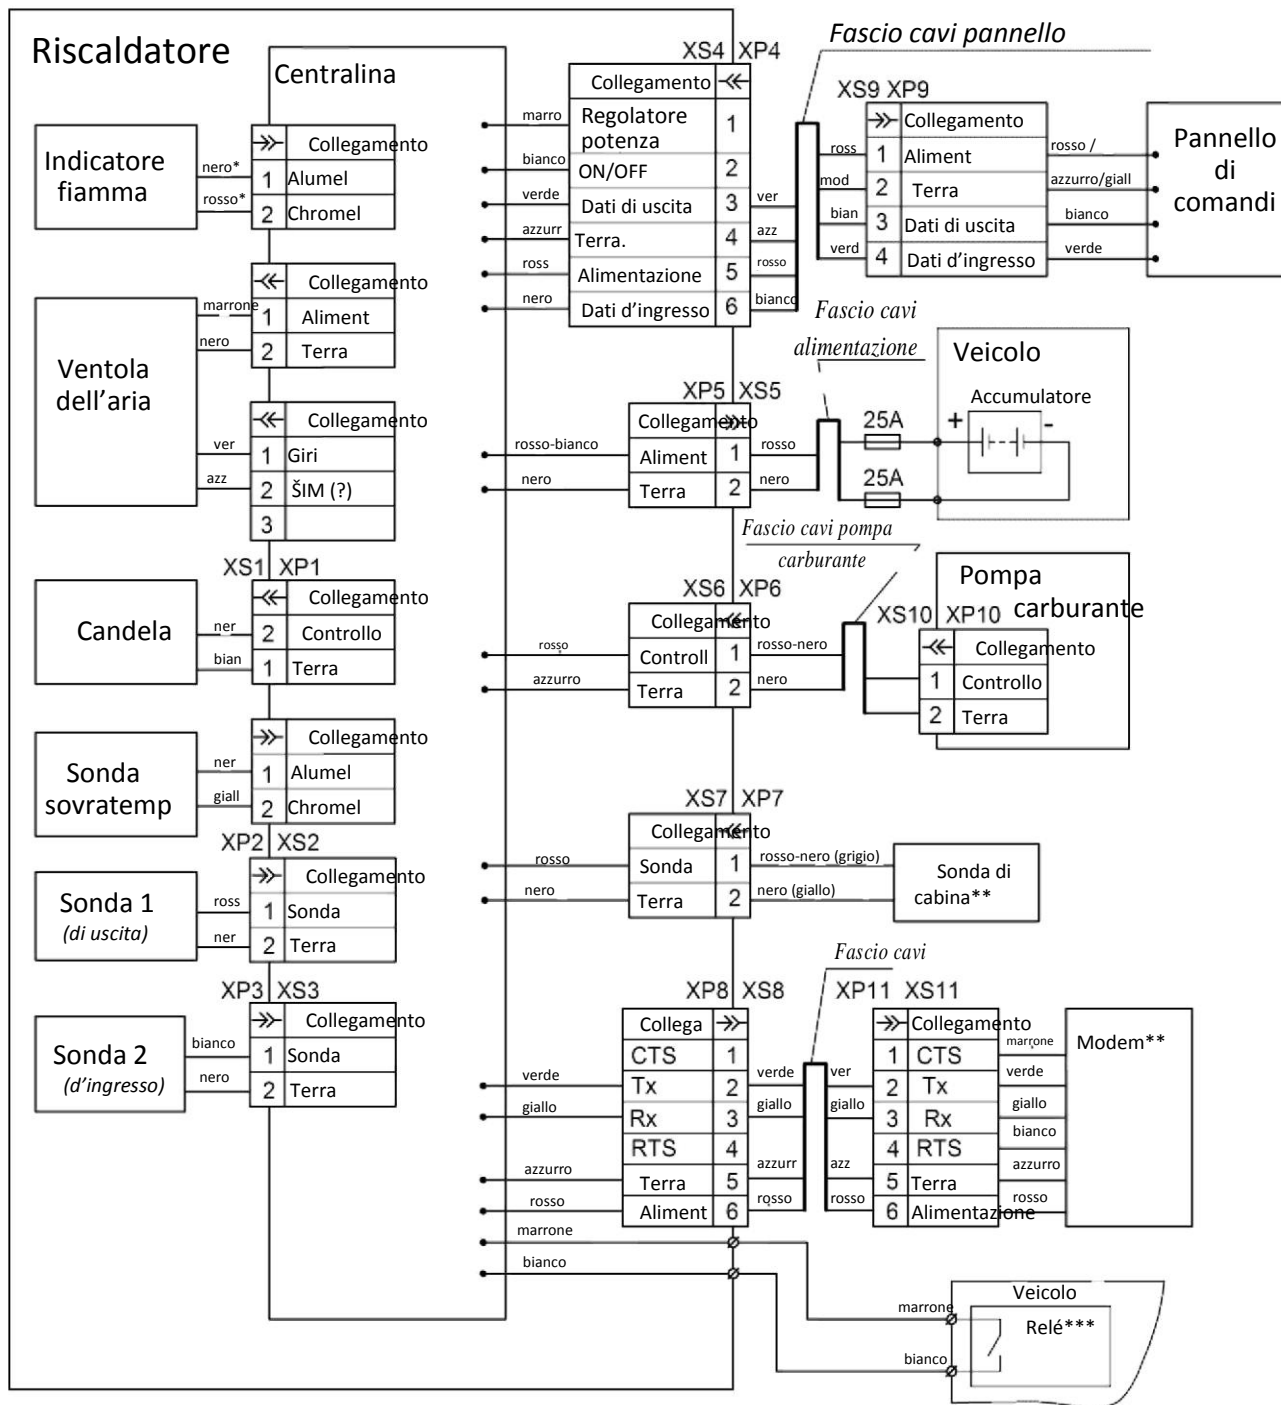 Riscaldatore
Centralina
Indicatore
fiamma
nero*
rosso*
Collegamento
1 Alumel
2 Chromel
Ventola
dell'aria
marrone
nero
Collegamento
1 Aliment
2 Terra
ver
azz
Collegamento
1 Giri
2 ŠIM (?)
3
XS1 XP1
Candela
ner
bian
Collegamento
2 Controllo
1 Terra
Sonda
sovratemp
ner
giall
Collegamento
1 Alumel
2 Chromel
XP2 XS2
Sonda 1
(di uscita)
ross
ner
Collegamento
1 Sonda
2 Terra
XP3 XS3
Sonda 2
(d'ingresso)
bianco
nero
Collegamento
1 Sonda
2 Terra
XS4 XP4
Collegamento
marro Regolatore potenza 1
bianco ON/OFF 2
verde Dati di uscita 3 ver
azzurr Terra. 4 azz
ross Alimentazione 5 rosso
nero Dati d'ingresso 6 bianco
Fascio cavi pannello
XS9 XP9
Collegamento
ross 1 Aliment rosso /
mod 2 Terra azzurro/giall
bian 3 Dati di uscita bianco
verd 4 Dati d'ingresso verde
Pannello
di
comandi
Fascio cavi
alimentazione
XP5 XS5
Collegamento
rosso-bianco Aliment 1 rosso
nero Terra 2 nero
25A
25A
Veicolo
Accumulatore
+ -
Fascio cavi pompa
carburante
XS6 XP6
Collegamento
rosso Controll 1 rosso-nero
azzurro Terra 2 nero
Pompa
carburante
XS10 XP10
Collegamento
1 Controllo
2 Terra
XS7 XP7
Collegamento
rosso Sonda 1 rosso-nero (grigio)
nero Terra 2 nero (giallo)
Sonda di
cabina**
Fascio cavi
XP8 XS8
Collega
CTS 1
verde Tx 2 verde
giallo Rx 3 giallo
RTS 4
azzurro Terra 5 azzurr
rosso Aliment 6 rosso
marrone
bianco
XP11 XS11
Collegamento
1 CTS marrone
ver 2 Tx verde
giallo 3 Rx giallo
4 RTS bianco
azz 5 Terra azzurro
rosso 6 Alimentazione rosso
Modem**
Veicolo
marrone
Relé***
bianco